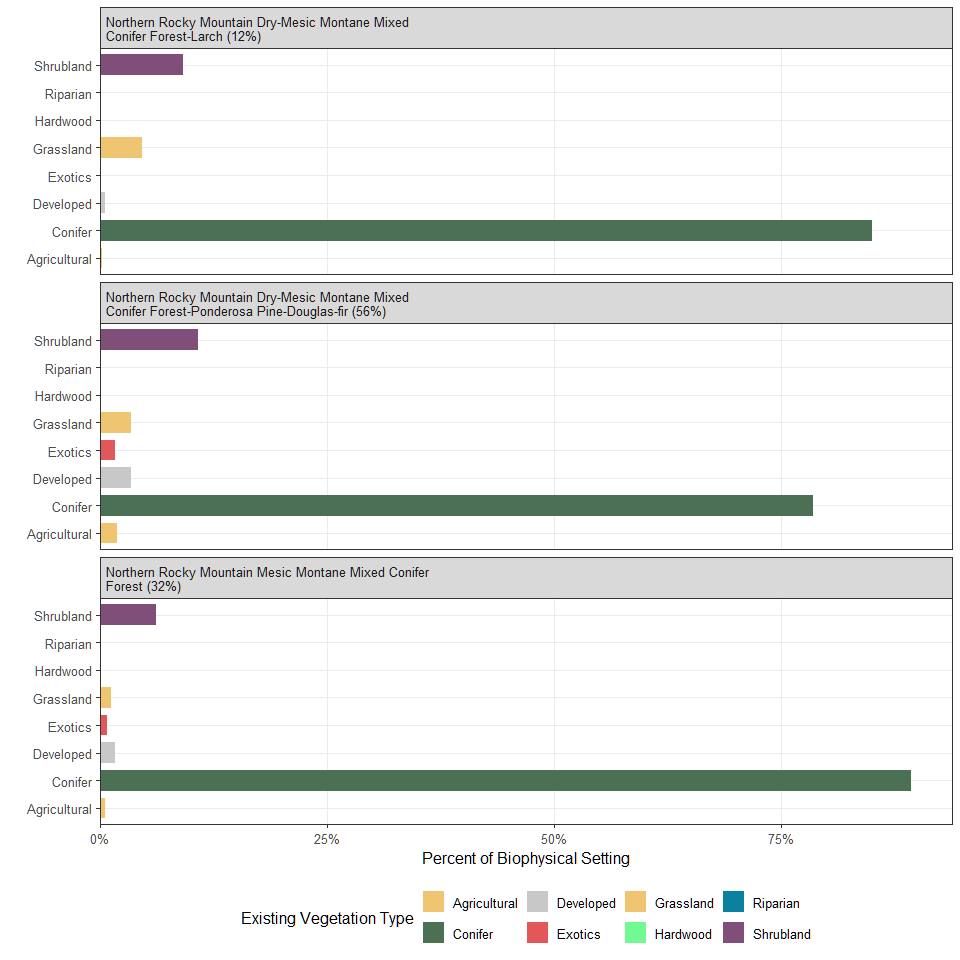 Northern Rocky Mountain Dry-Mesic Montane Mixed
Conifer Forest-Larch (12%)
Shrubland
Riparian
Hardwood
Grassland
Exotics
Developed
Conifer
Agricultural
Northern Rocky Mountain Dry-Mesic Montane Mixed
Conifer Forest-Ponderosa Pine-Douglas-fir (56%)
Shrubland
Riparian
Hardwood
Grassland
Exotics
Developed
Conifer
Agricultural
Northern Rocky Mountain Mesic Montane Mixed Conifer
Forest (32%)
Shrubland
Riparian
Hardwood
Grassland
Exotics
Developed
Conifer
Agricultural
0% 25% 50% 75%
Percent of Biophysical Setting
Existing Vegetation Type
Agricultural Developed Grassland Riparian
Conifer Exotics Hardwood Shrubland